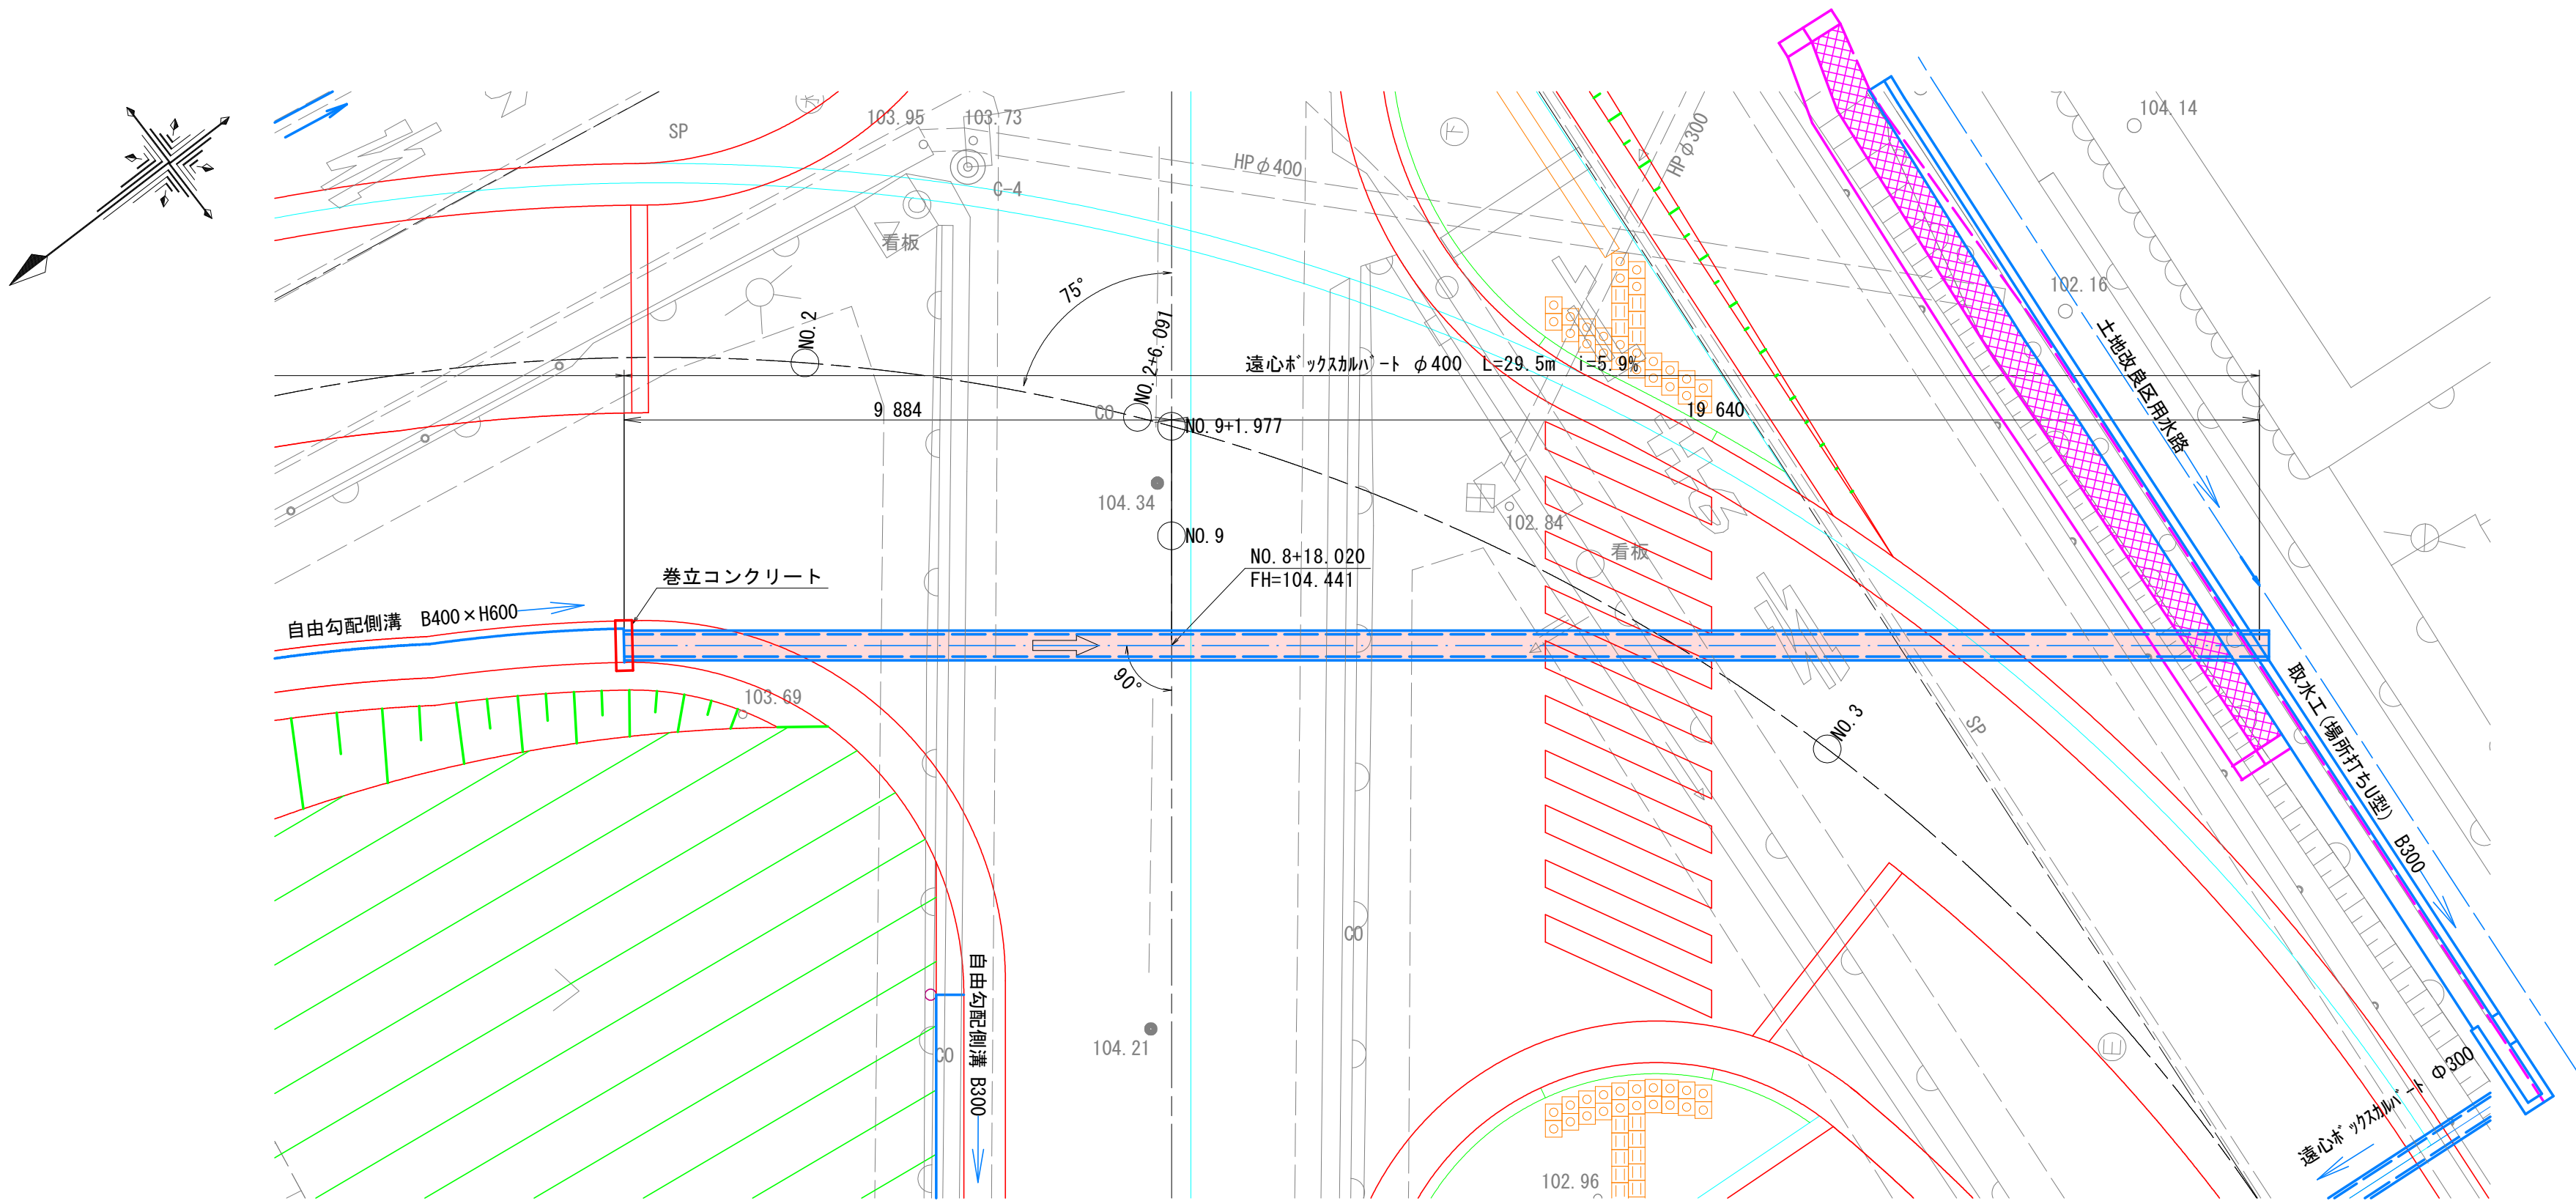 104.14
103.95
103.73
SP
HPφ400
HPφ300
C-4
看板
75°
102.16
NO.2
NO.2+6.091
土地改良区用水路
遠心ボックスカルバート φ400 L=29.5m i=5.9%
9 884
CO
19 640
NO.9+1.977
104.34
102.84
NO.9
看板
NO.8+18.020
FH=104.441
巻立コンクリート
自由勾配側溝 B400×H600
90°
103.69
取水工(場所打ちU型) B300
NO.3
SP
CO
自由勾配側溝 B300
104.21
CO
遠心ボックスカルバート Φ300
102.96